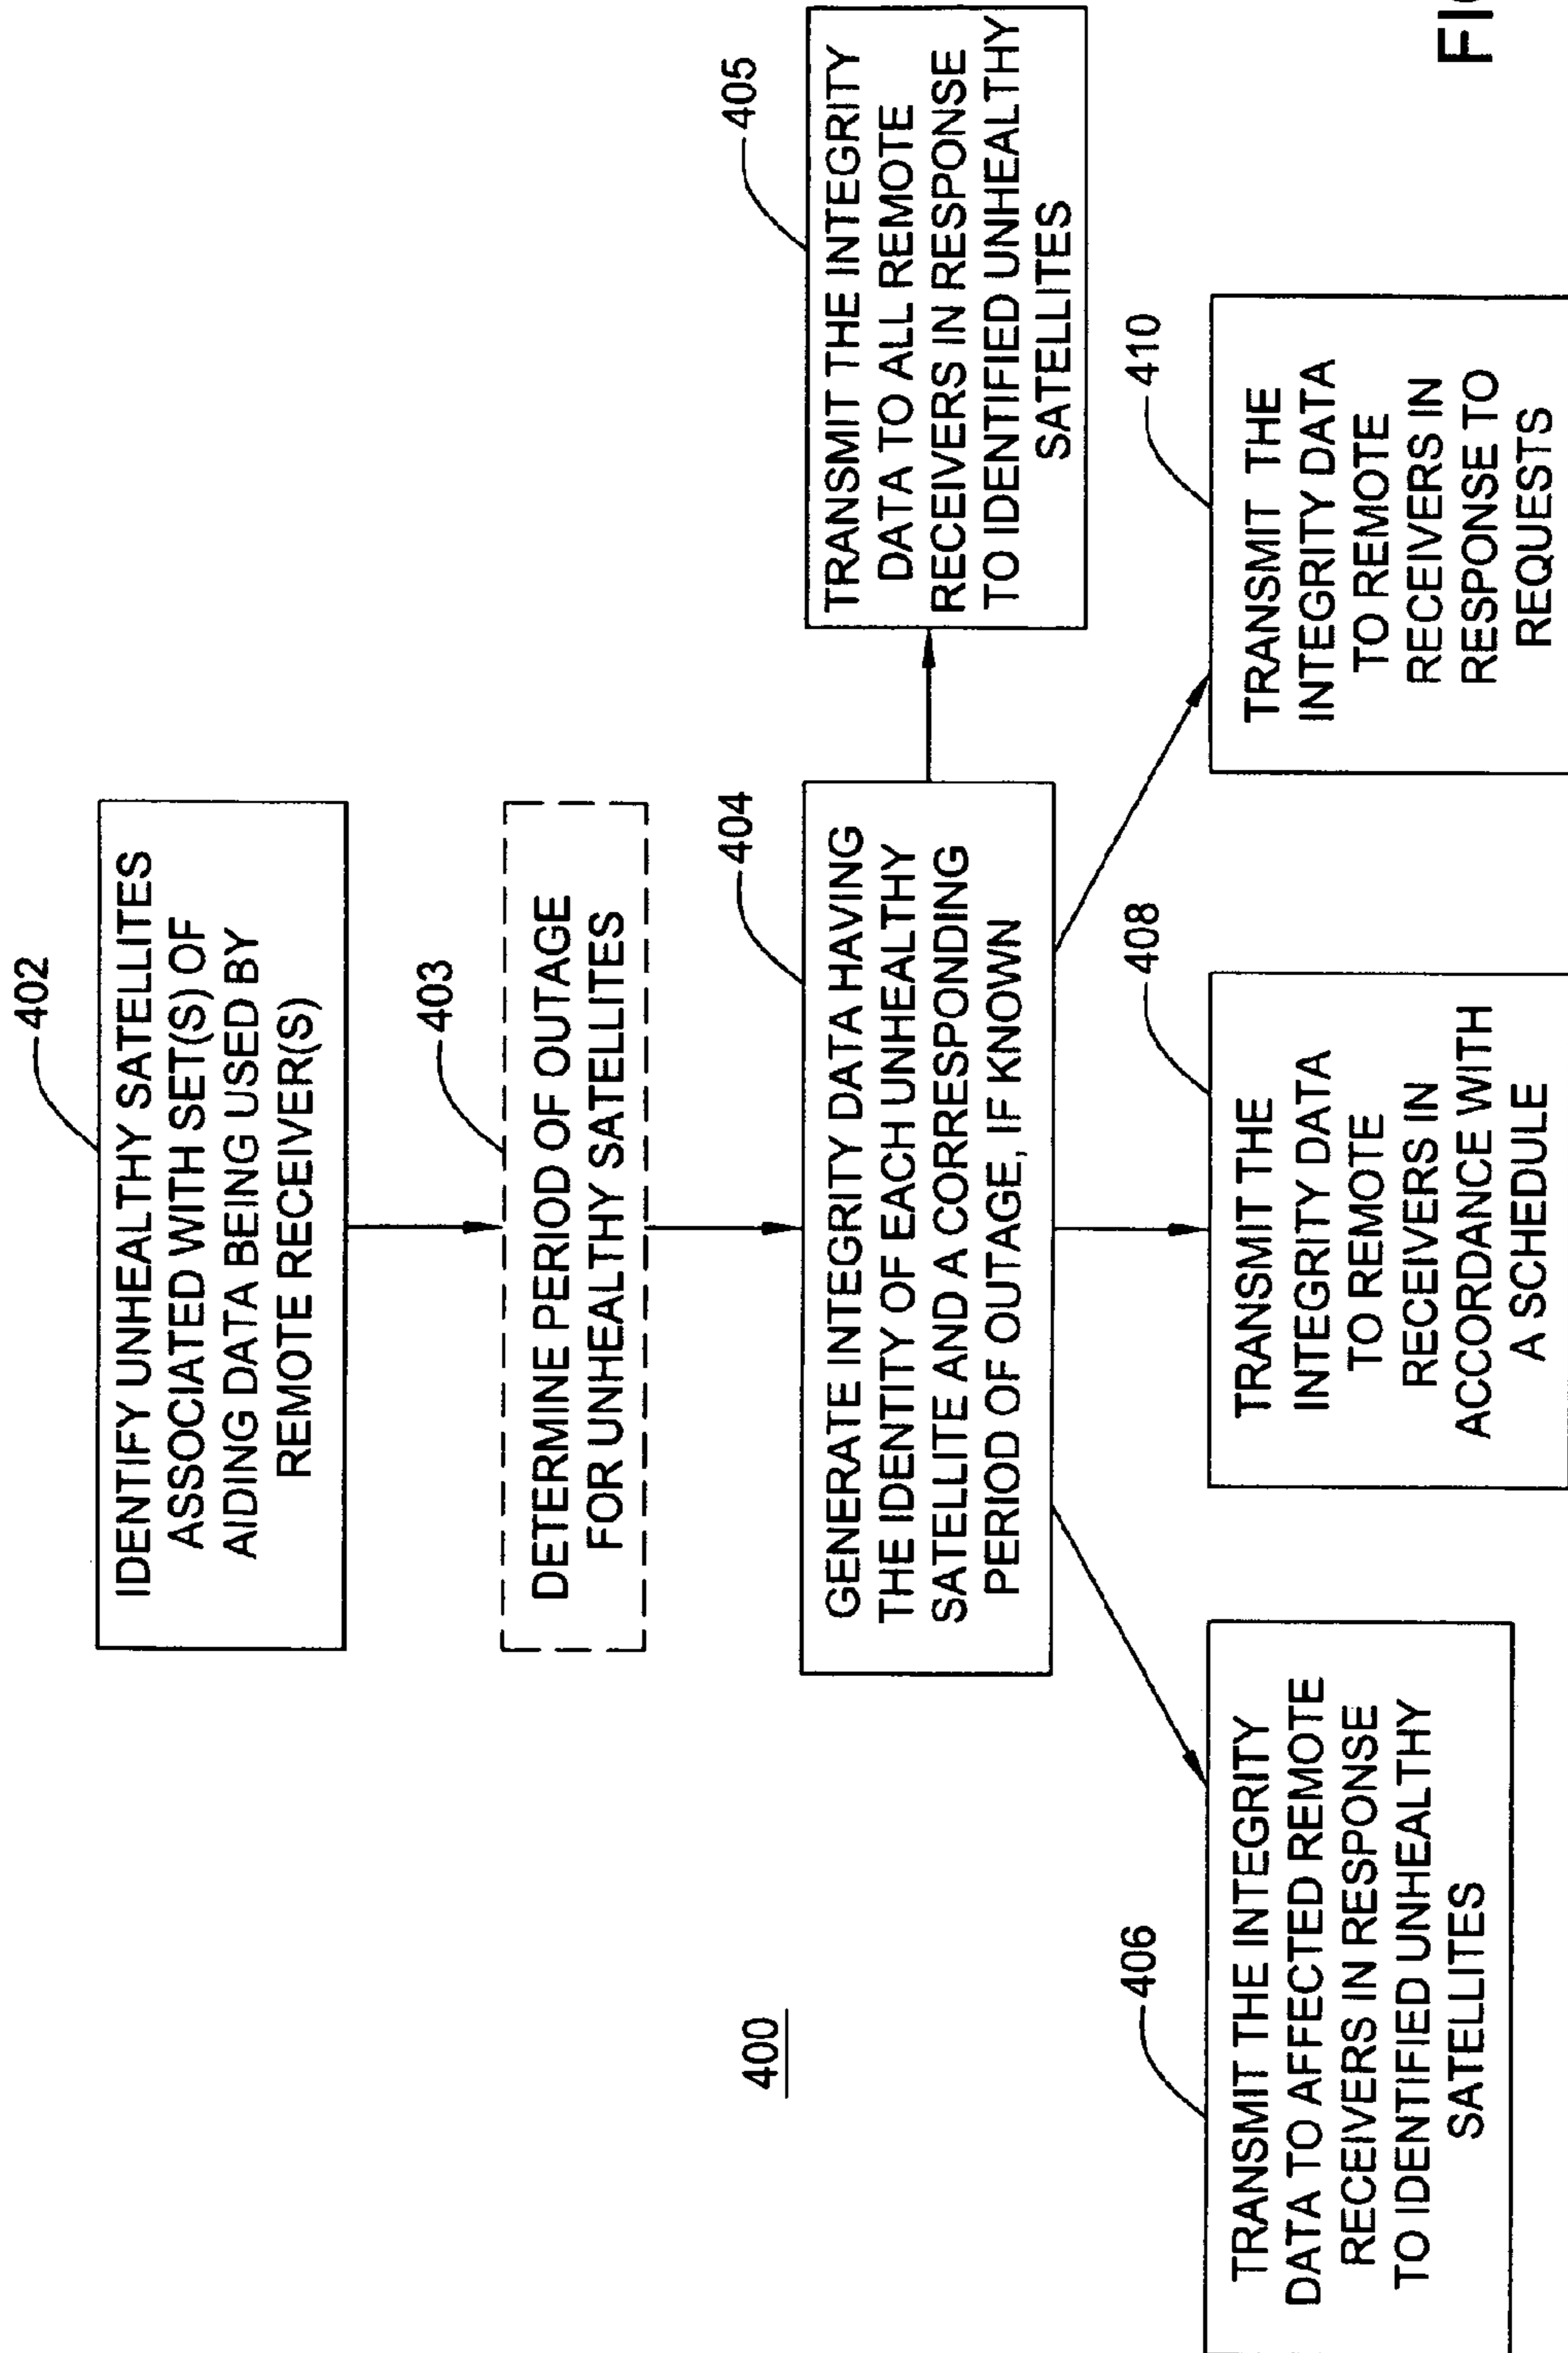 402
IDENTIFY UNHEALTHY SATELLITES
ASSOCIATED WITH SET(S) OF
AIDING DATA BEING USED BY
REMOTE RECEIVER(S)
403
DETERMINE PERIOD OF OUTAGE
FOR UNHEALTHY SATELLITES
400
404
GENERATE INTEGRITY DATA HAVING
THE IDENTITY OF EACH UNHEALTHY
SATELLITE AND A CORRESPONDING
PERIOD OF OUTAGE, IF KNOWN
405
TRANSMIT THE INTEGRITY
DATA TO ALL REMOTE
RECEIVERS IN RESPONSE
TO IDENTIFIED UNHEALTHY
SATELLITES
406
TRANSMIT THE INTEGRITY
DATA TO AFFECTED REMOTE
RECEIVERS IN RESPONSE
TO IDENTIFIED UNHEALTHY
SATELLITES
408
TRANSMIT THE
INTEGRITY DATA
TO REMOTE
RECEIVERS IN
ACCORDANCE WITH
A SCHEDULE
410
TRANSMIT THE
INTEGRITY DATA
TO REMOTE
RECEIVERS IN
RESPONSE TO
REQUESTS